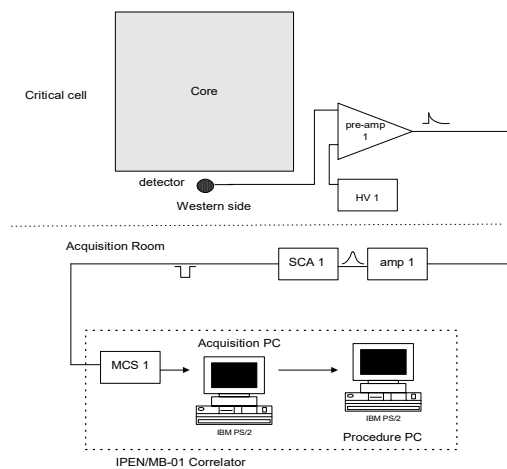 Core
Critical cell
pre-amp
1
detector
HV 1
Western side
Acquisition Room
SCA 1
amp 1
Acquisition PC
MCS 1
IBM PS/2
IBM PS/2
Procedure PC
IPEN/MB-01 Correlator